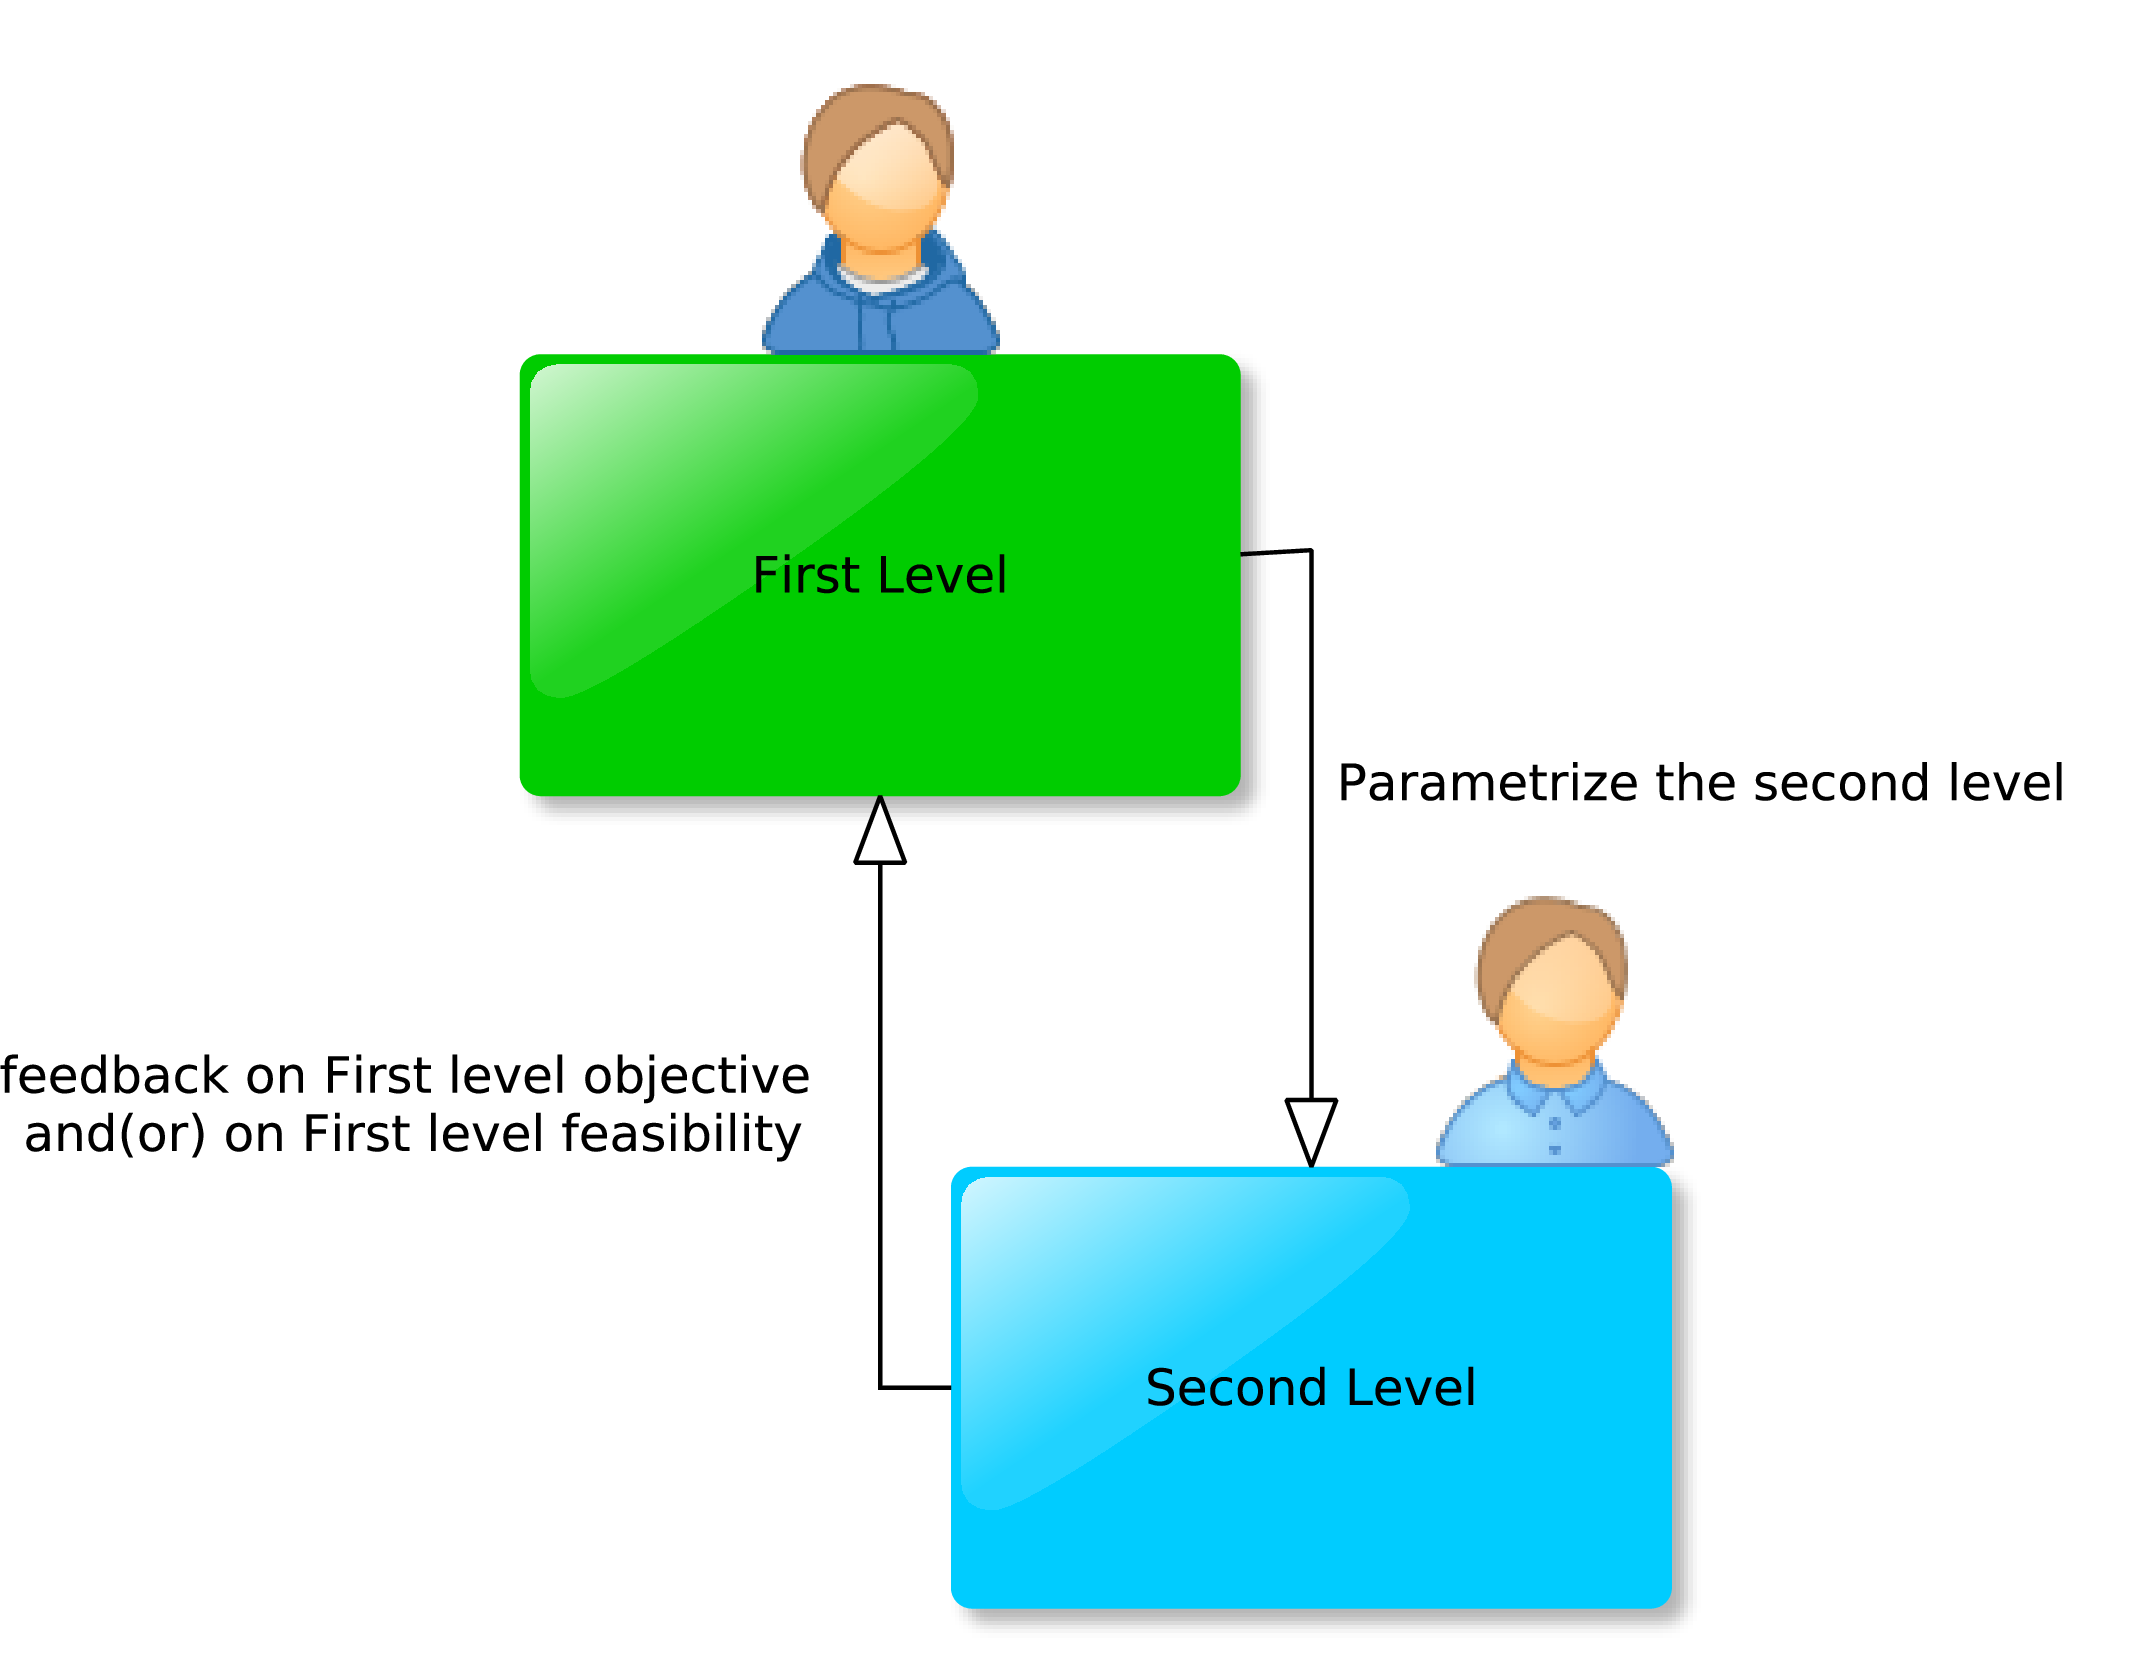 First Level
Parametrize the second level
feedback on First level objective
and(or) on First level feasibility
Second Level